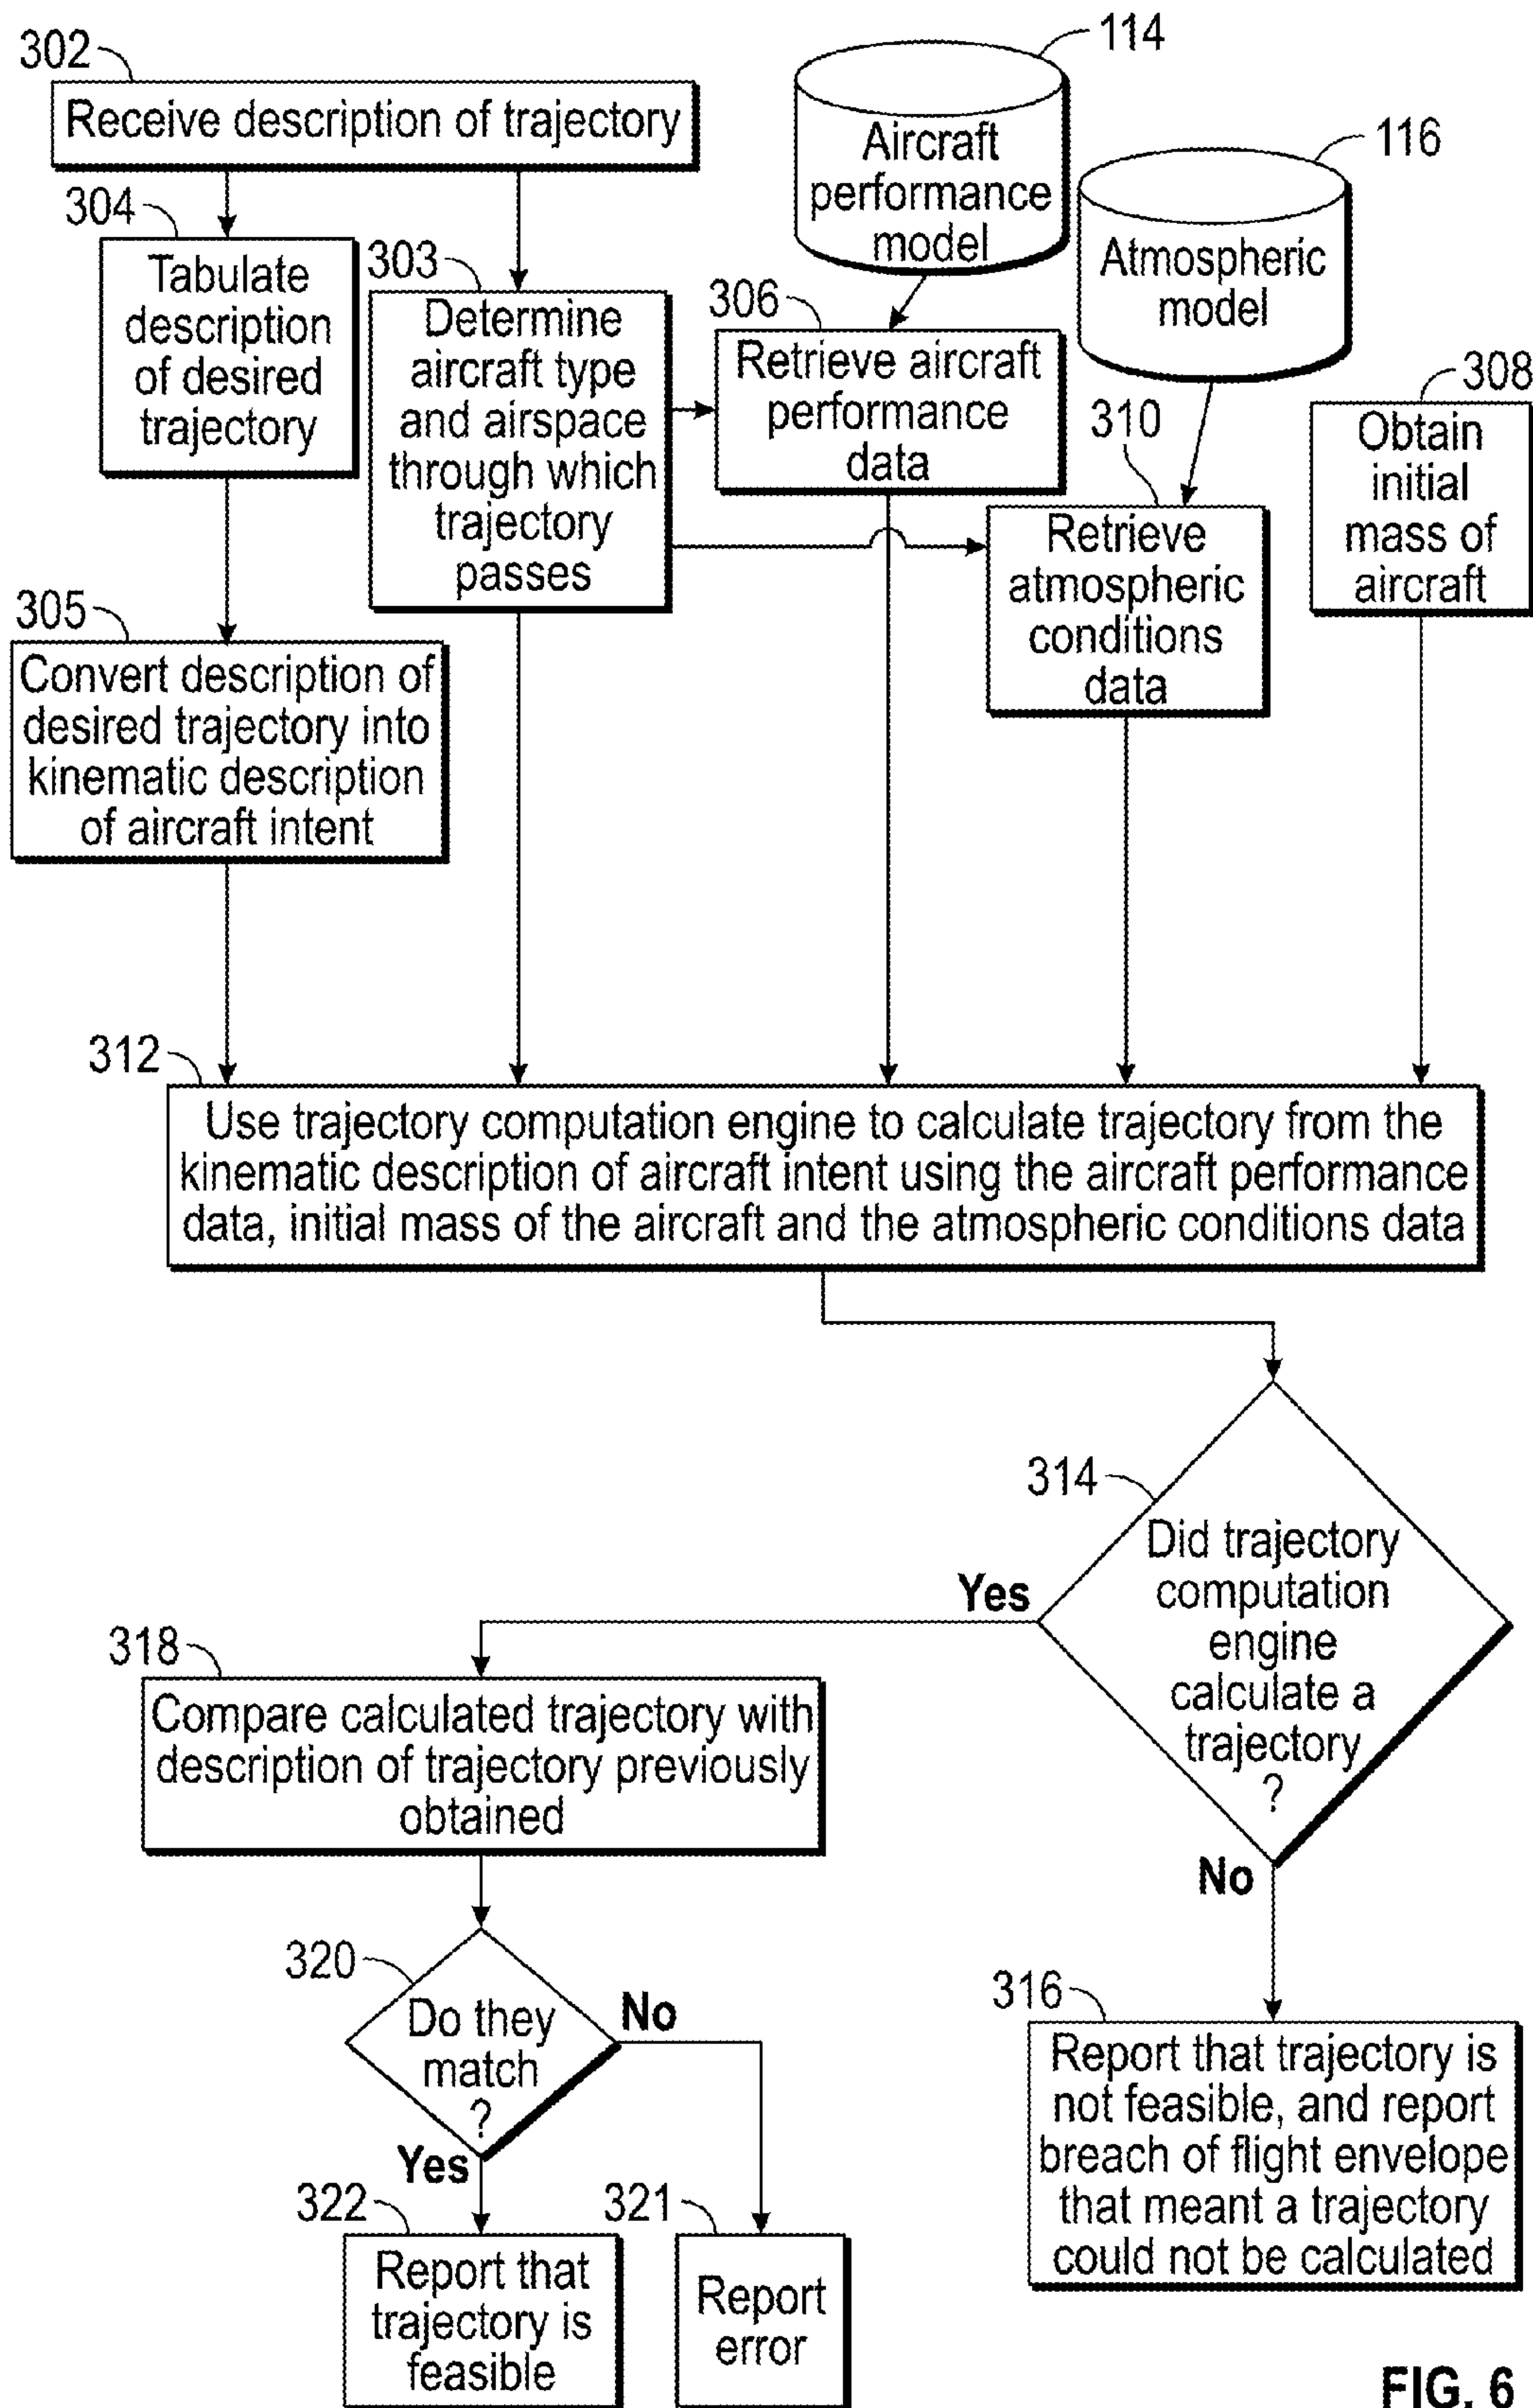 302
Receive description of trajectory
114
Aircraft
performance
model
116
Atmospheric
model
304
Tabulate
description
of desired
trajectory
303
Determine
aircraft type
and airspace
through which
trajectory
passes
306
Retrieve aircraft
performance
data
310
Retrieve
atmospheric
conditions
data
308
Obtain
initial
mass of
aircraft
305
Convert description of
desired trajectory into
kinematic description
of aircraft intent
312
Use trajectory computation engine to calculate trajectory from the
kinematic description of aircraft intent using the aircraft performance
data, initial mass of the aircraft and the atmospheric conditions data
314
Did trajectory
computation
engine
calculate a
trajectory
?
Yes
No
318
Compare calculated trajectory with
description of trajectory previously
obtained
320
Do they
match
?
No
Yes
316
Report that trajectory is
not feasible, and report
breach of flight envelope
that meant a trajectory
could not be calculated
322
Report that
trajectory is
feasible
321
Report
error
FIG. 6